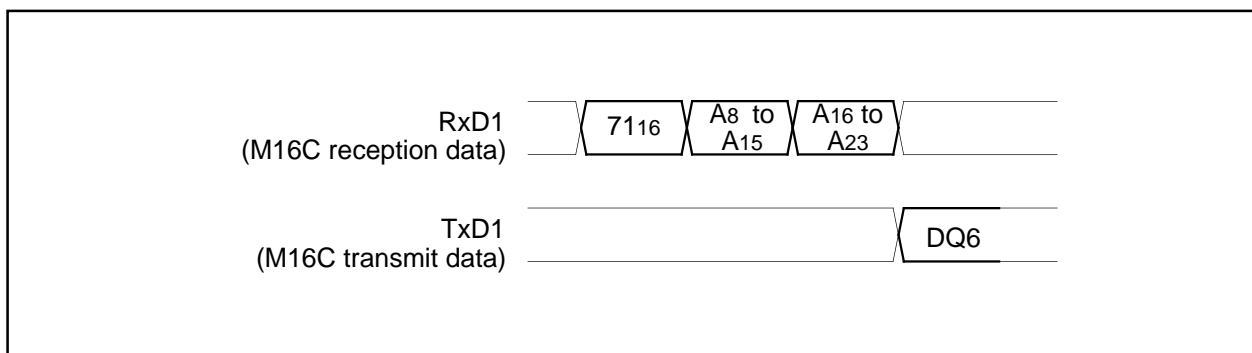 RxD1
(M16C reception data)
7116
A8 to
A15
A16 to
A23
TxD1
(M16C transmit data)
DQ6